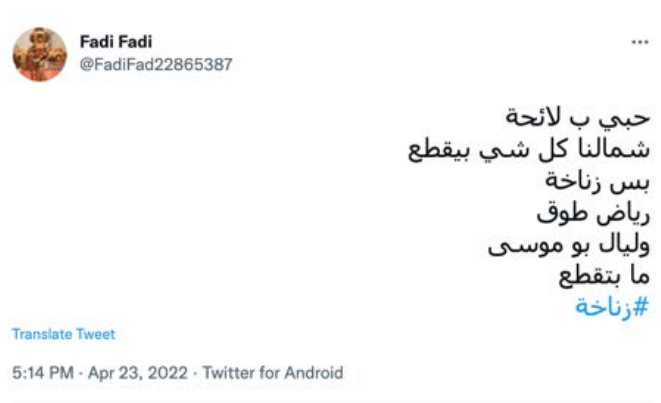 Fadi Fadi
@FadiFad22865387
حبي ب لائحة
شمالنا كل شي بيقطع
بس زناخة
رياض طوق
وليال بو موسى
ما بتقطع
#زناخة
Translate Tweet
5:14 PM · Apr 23, 2022 · Twitter for Android